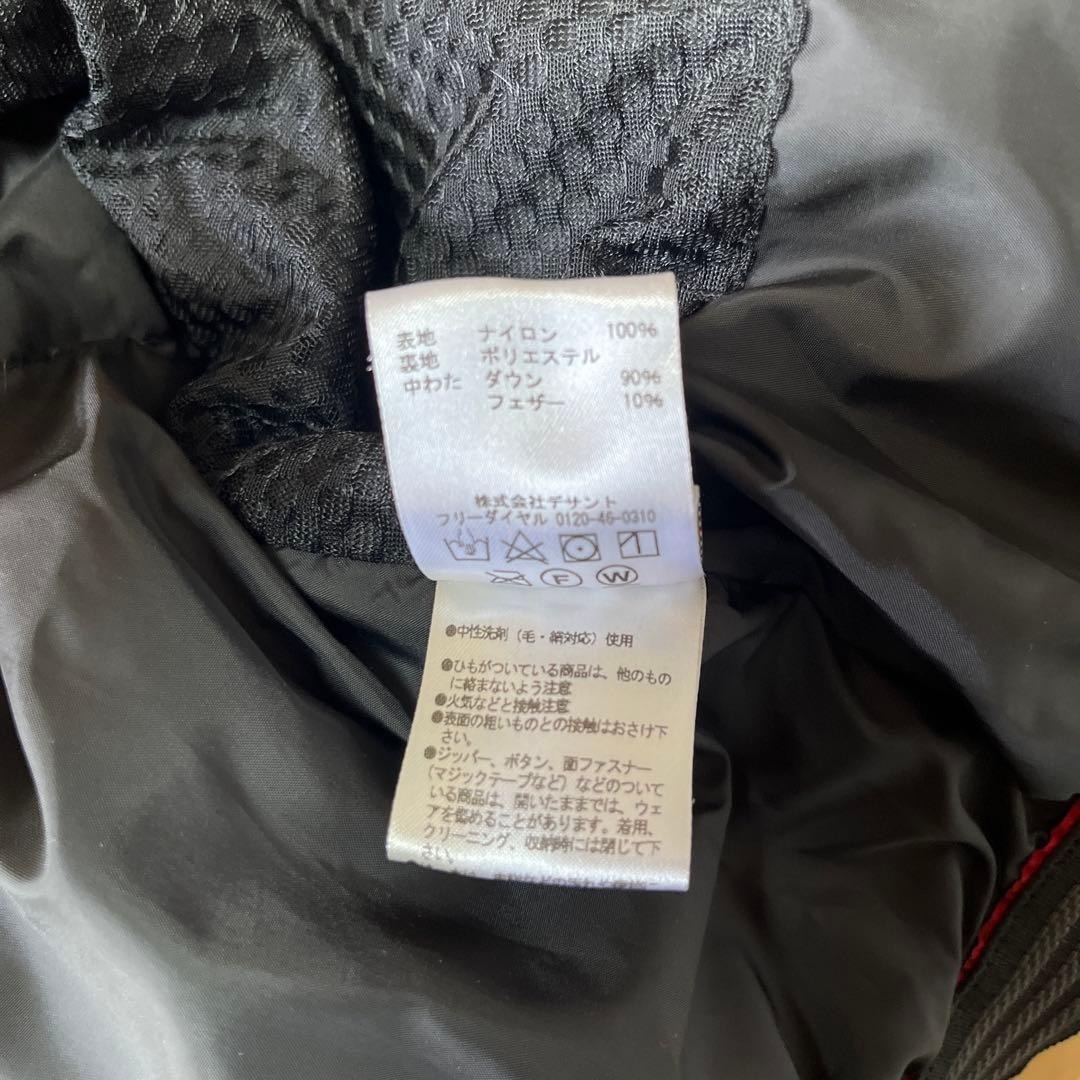 表地 ナイロン 100%
裏地 ポリエステル
中わた ダウン 90%
フェザー 10%
株式会社デサント
フリーダイヤル 0120-46-0310
F W
●中性洗剤（毛・絹対応）使用
●ひもがついている商品は、他のもの
に絡まないよう注意
●火気などと接触注意
●表面の粗いものとの接触はおさけ下
さい。
●ジッパー、ボタン、面ファスナー
（マジックテープなど）などのついて
いる商品は、開いたままでは、ウェ
アを傷めることがあります。着用、
クリーニング、収納時には閉じて下
さい。